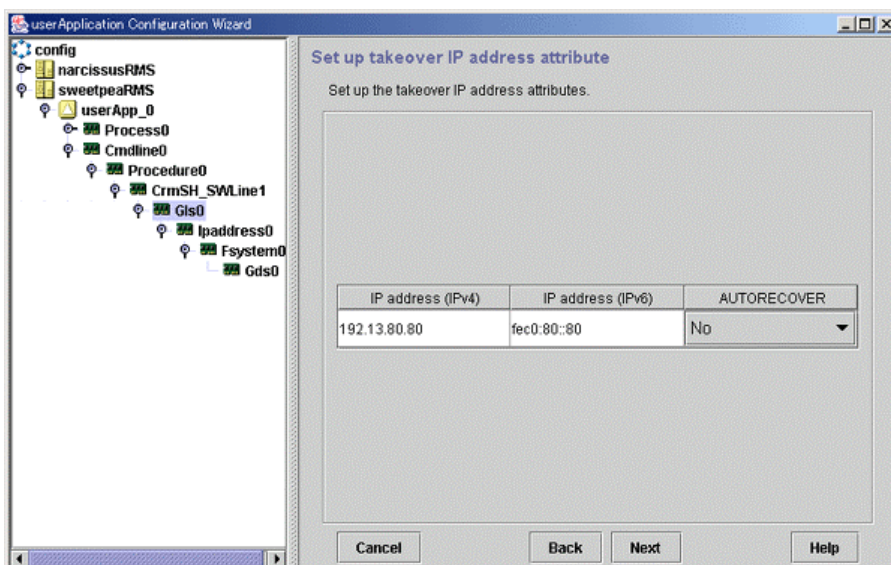 userApplication Configuration Wizard
config
narcissusRMS
sweetpeaRMS
userApp_0
Process0
Cmdline0
Procedure0
CrmSH_SWLine1
Gls0
Ipaddress0
Fsystem0
Gds0
Set up takeover IP address attribute
Set up the takeover IP address attributes.
IP address (IPv4) IP address (IPv6) AUTORECOVER
192.13.80.80 fec0:80::80 No
Cancel Back Next Help